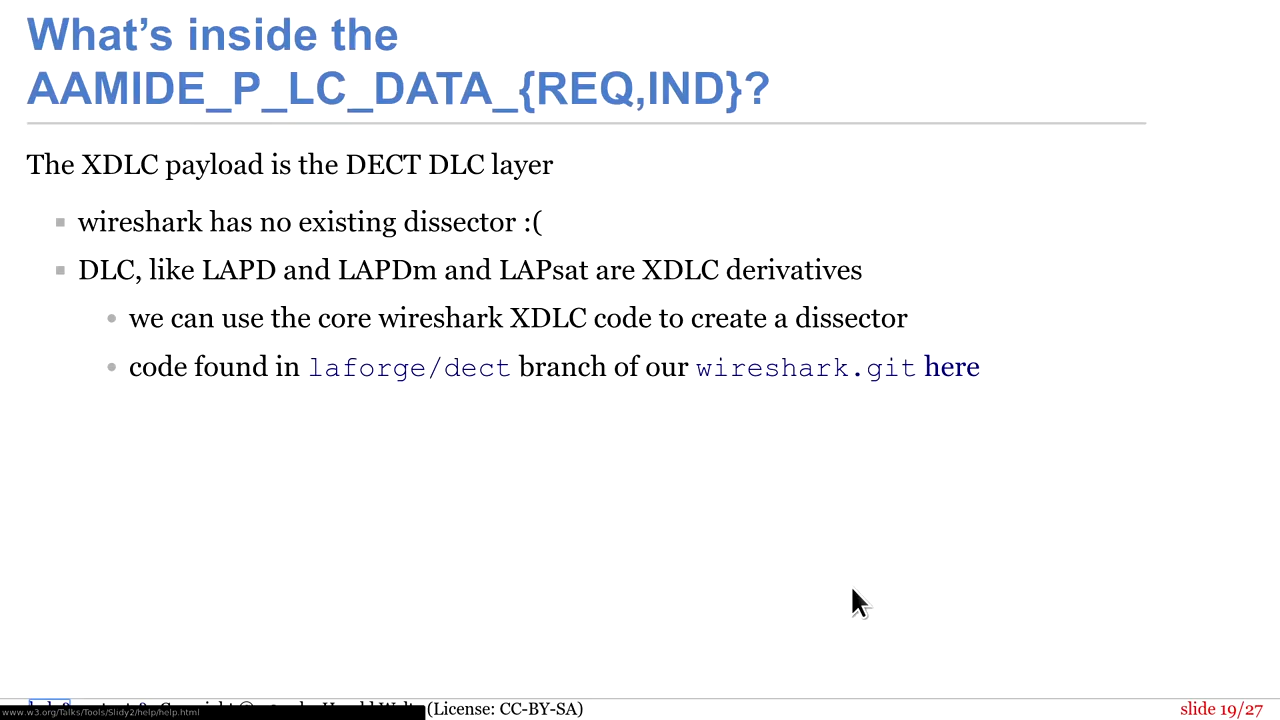 What’s inside the
AAMIDE_P_LC_DATA_{REQ,IND}?
The XDLC payload is the DECT DLC layer
wireshark has no existing dissector :(
DLC, like LAPD and LAPDm and LAPsat are XDLC derivatives
we can use the core wireshark XDLC code to create a dissector
code found in laforge/dect branch of our wireshark.git here
(License: CC-BY-SA)
slide 19/27
www.w3.org/Talks/Tools/Slidy2/help/help.html